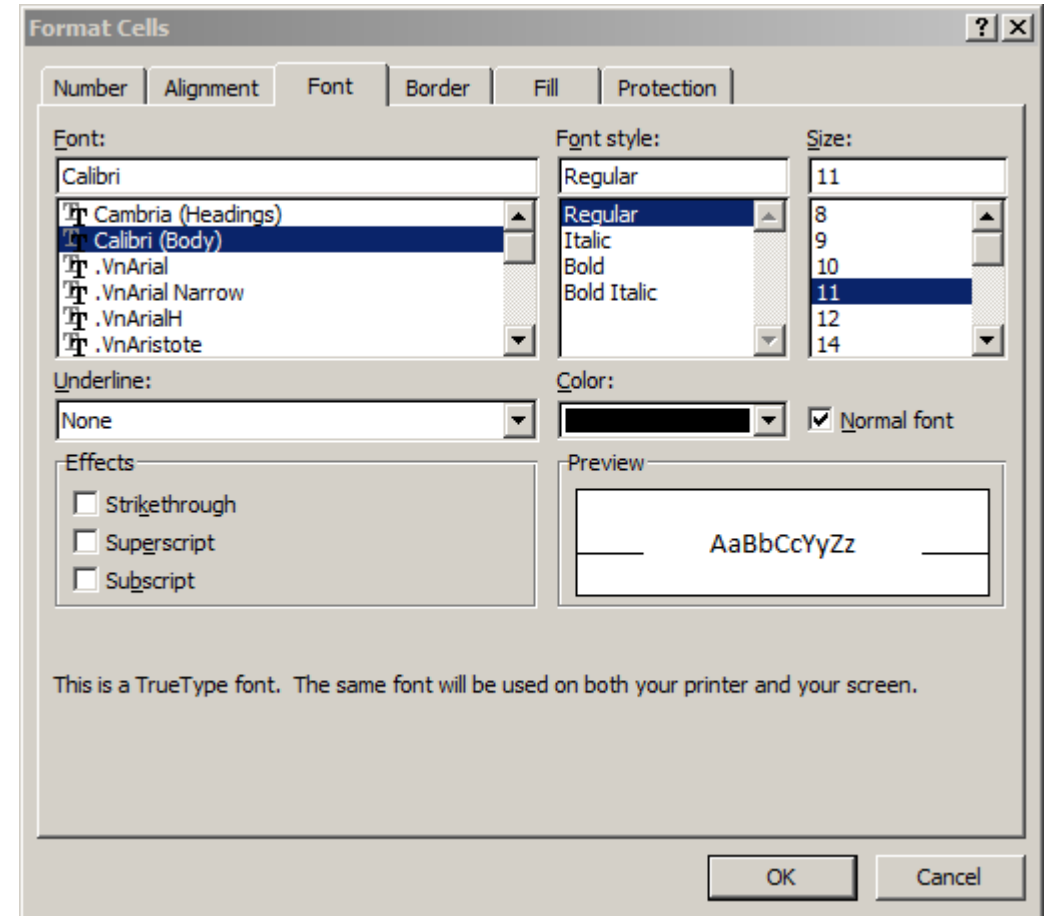 Format Cells
Number Alignment Font Border Fill Protection
Font: Font style: Size:
Calibri Regular 11
Cambria (Headings) Regular 8
Calibri (Body) Italic 9
.VnArial Bold 10
.VnArial Narrow Bold Italic 11
.VnArialH 12
.VnAristote 14
Underline: Color:
None Normal font
Effects Preview
Strikethrough
Superscript AaBbCcYyZz
Subscript
This is a TrueType font. The same font will be used on both your printer and your screen.
OK Cancel